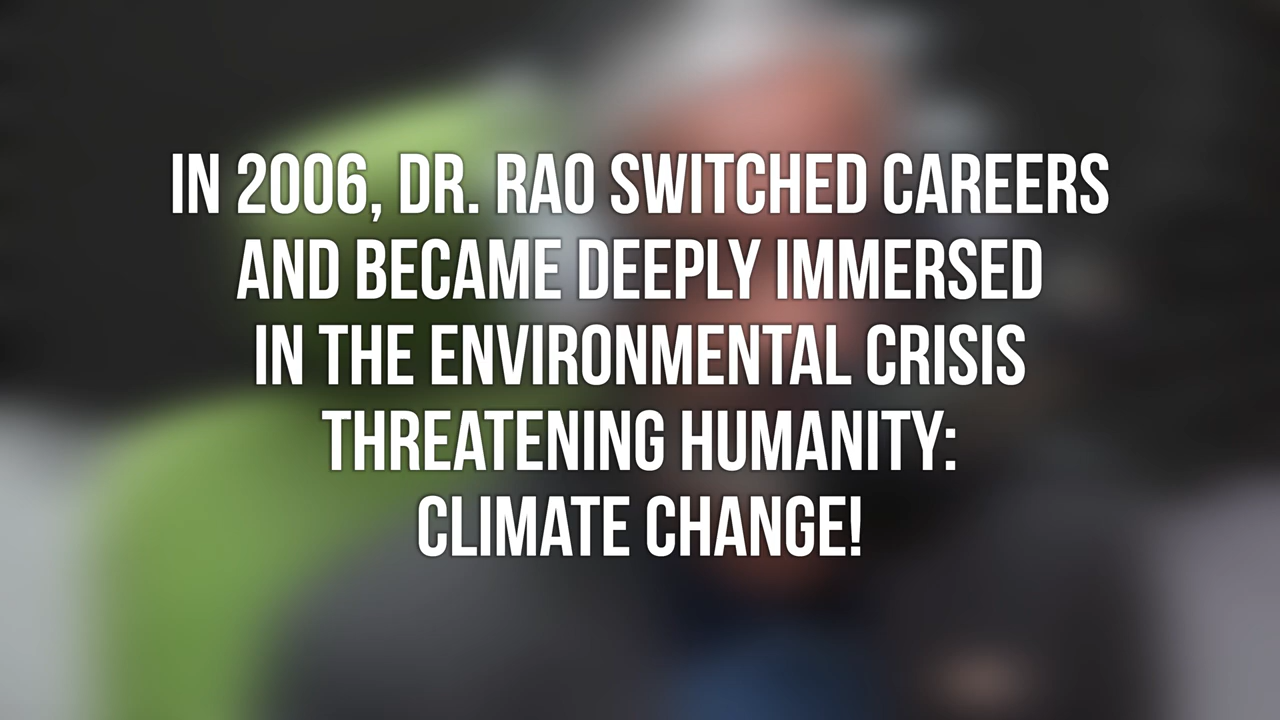 IN 2006, DR. RAO SWITCHED CAREERS
AND BECAME DEEPLY IMMERSED
IN THE ENVIRONMENTAL CRISIS
THREATENING HUMANITY:
CLIMATE CHANGE!